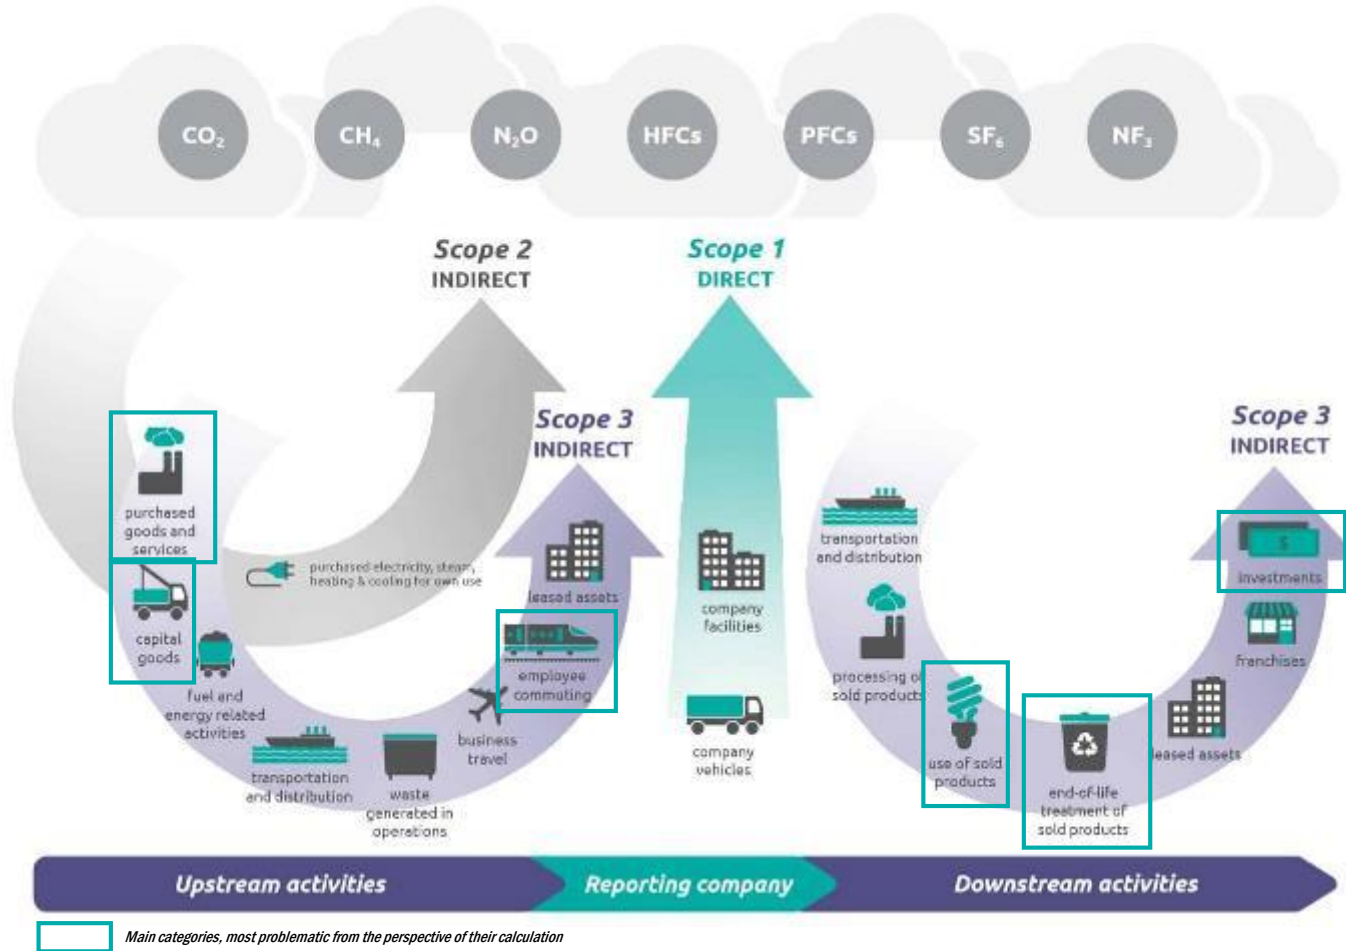 CO₂
CH₄
N₂O
HFCs
PFCs
SF₆
NF₃
Scope 2
INDIRECT
Scope 1
DIRECT
Scope 3
INDIRECT
Scope 3
INDIRECT
purchased
goods and
services
capital
goods
fuel and
energy related
activities
purchased electricity, steam,
heating & cooling for own use
transportation
and distribution
waste
generated in
operations
business
travel
employee
commuting
leased assets
company
facilities
company
vehicles
transportation
and distribution
processing of
sold products
use of sold
products
end-of-life
treatment of
sold products
leased assets
franchises
$
investments
Upstream activities
Reporting company
Downstream activities
Main categories, most problematic from the perspective of their calculation